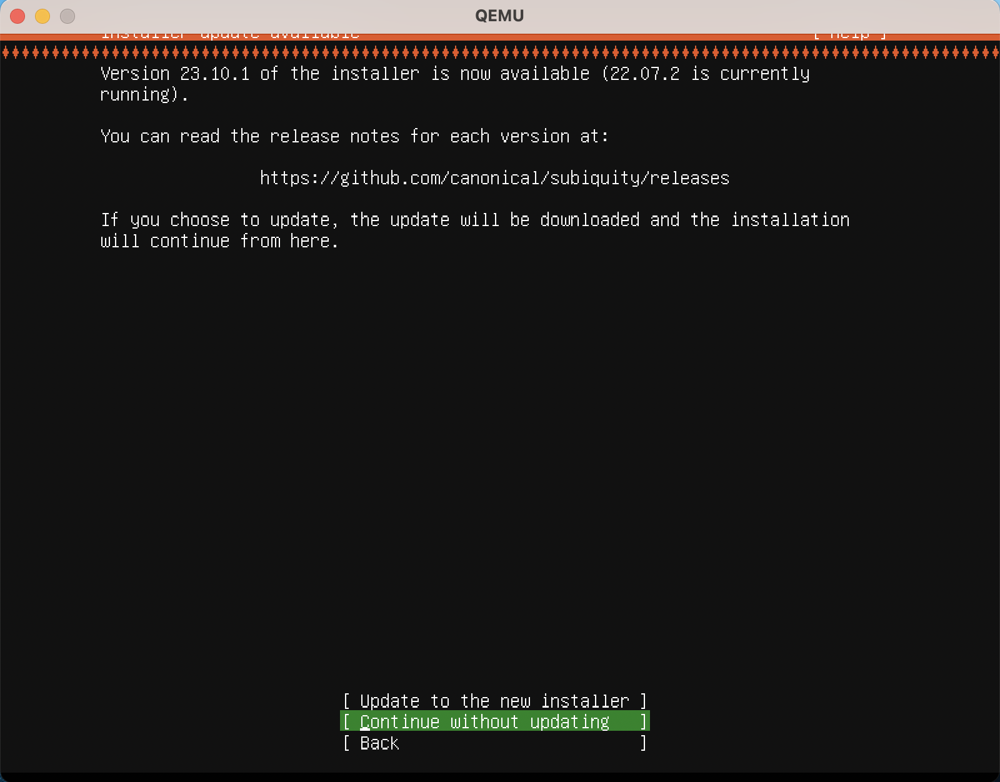 QEMU
Installer update available [ Help ]
Version 23.10.1 of the installer is now available (22.07.2 is currently
running).
You can read the release notes for each version at:
https://github.com/canonical/subiquity/releases
If you choose to update, the update will be downloaded and the installation
will continue from here.
[ Update to the new installer ]
[ Continue without updating ]
[ Back ]